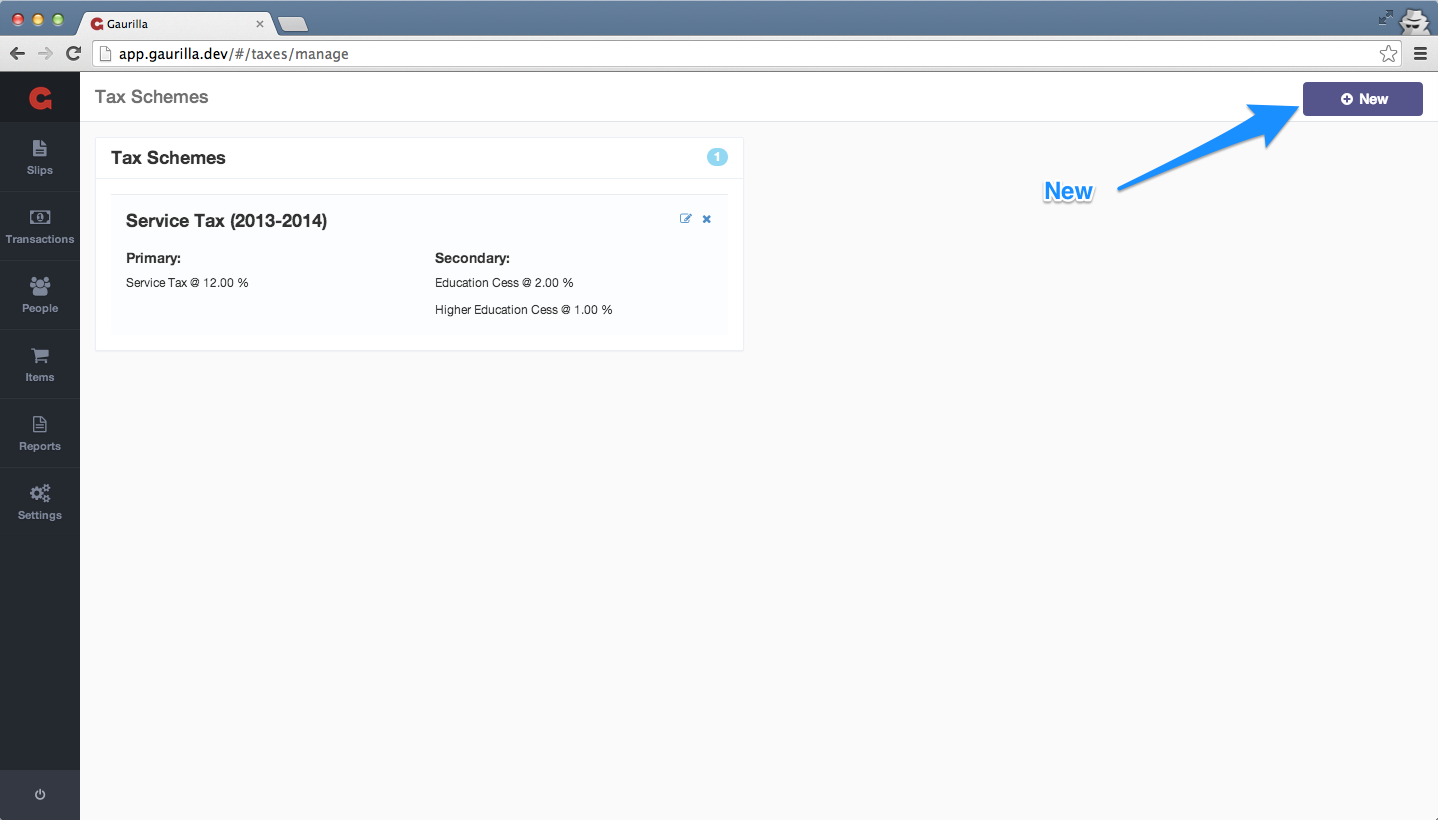 Gaurilla
app.gaurilla.dev/#/taxes/manage
Tax Schemes
New
New
Slips
Transactions
People
Items
Reports
Settings
Tax Schemes
1
Service Tax (2013-2014)
Primary:
Service Tax @ 12.00 %
Secondary:
Education Cess @ 2.00 %
Higher Education Cess @ 1.00 %